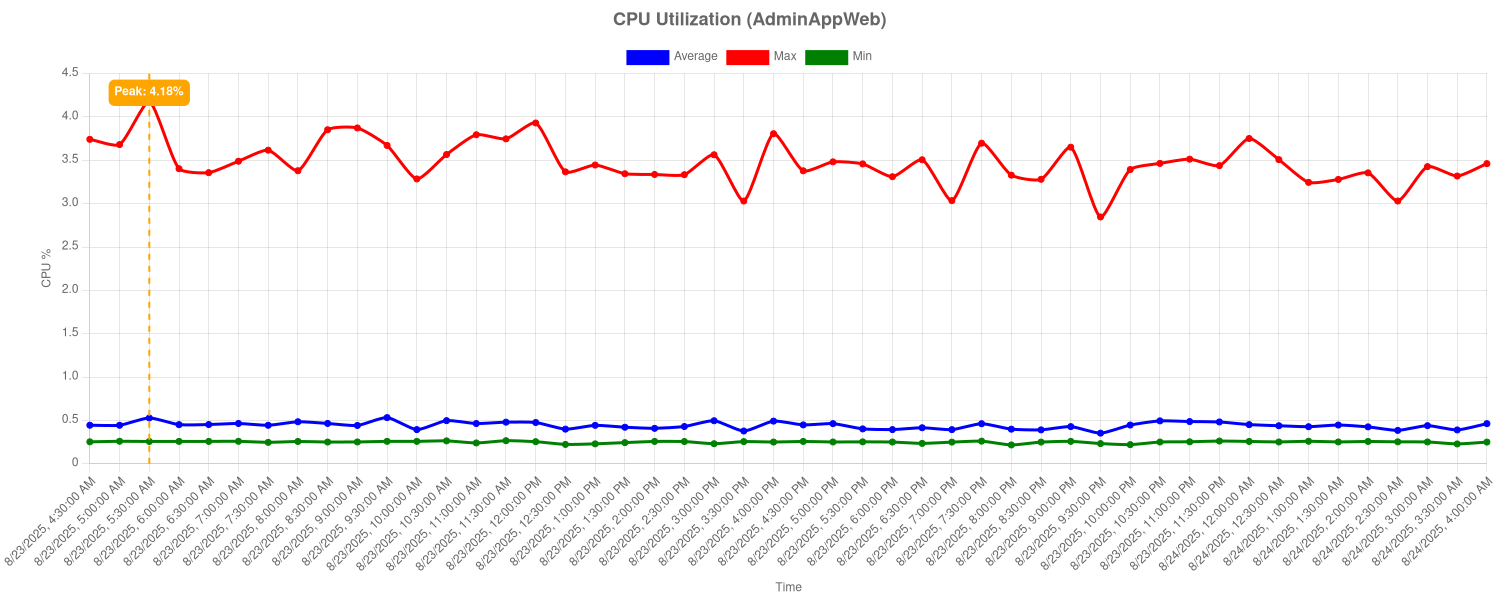 CPU Utilization (AdminAppWeb)
Average Max Min
Peak: 4.18%
4.5
4.0
3.5
3.0
2.5
2.0
1.5
1.0
0.5
0
CPU %
8/23/2025, 4:30:00 AM
8/23/2025, 5:00:00 AM
8/23/2025, 5:30:00 AM
8/23/2025, 6:00:00 AM
8/23/2025, 6:30:00 AM
8/23/2025, 7:00:00 AM
8/23/2025, 7:30:00 AM
8/23/2025, 8:00:00 AM
8/23/2025, 8:30:00 AM
8/23/2025, 9:00:00 AM
8/23/2025, 9:30:00 AM
8/23/2025, 10:00:00 AM
8/23/2025, 10:30:00 AM
8/23/2025, 11:00:00 AM
8/23/2025, 11:30:00 AM
8/23/2025, 12:00:00 PM
8/23/2025, 12:30:00 PM
8/23/2025, 1:00:00 PM
8/23/2025, 1:30:00 PM
8/23/2025, 2:00:00 PM
8/23/2025, 2:30:00 PM
8/23/2025, 3:00:00 PM
8/23/2025, 3:30:00 PM
8/23/2025, 4:00:00 PM
8/23/2025, 4:30:00 PM
8/23/2025, 5:00:00 PM
8/23/2025, 5:30:00 PM
8/23/2025, 6:00:00 PM
8/23/2025, 6:30:00 PM
8/23/2025, 7:00:00 PM
8/23/2025, 7:30:00 PM
8/23/2025, 8:00:00 PM
8/23/2025, 8:30:00 PM
8/23/2025, 9:00:00 PM
8/23/2025, 9:30:00 PM
8/23/2025, 10:00:00 PM
8/23/2025, 10:30:00 PM
8/23/2025, 11:00:00 PM
8/23/2025, 11:30:00 PM
8/24/2025, 12:00:00 AM
8/24/2025, 12:30:00 AM
8/24/2025, 1:00:00 AM
8/24/2025, 1:30:00 AM
8/24/2025, 2:00:00 AM
8/24/2025, 2:30:00 AM
8/24/2025, 3:00:00 AM
8/24/2025, 3:30:00 AM
8/24/2025, 4:00:00 AM
Time